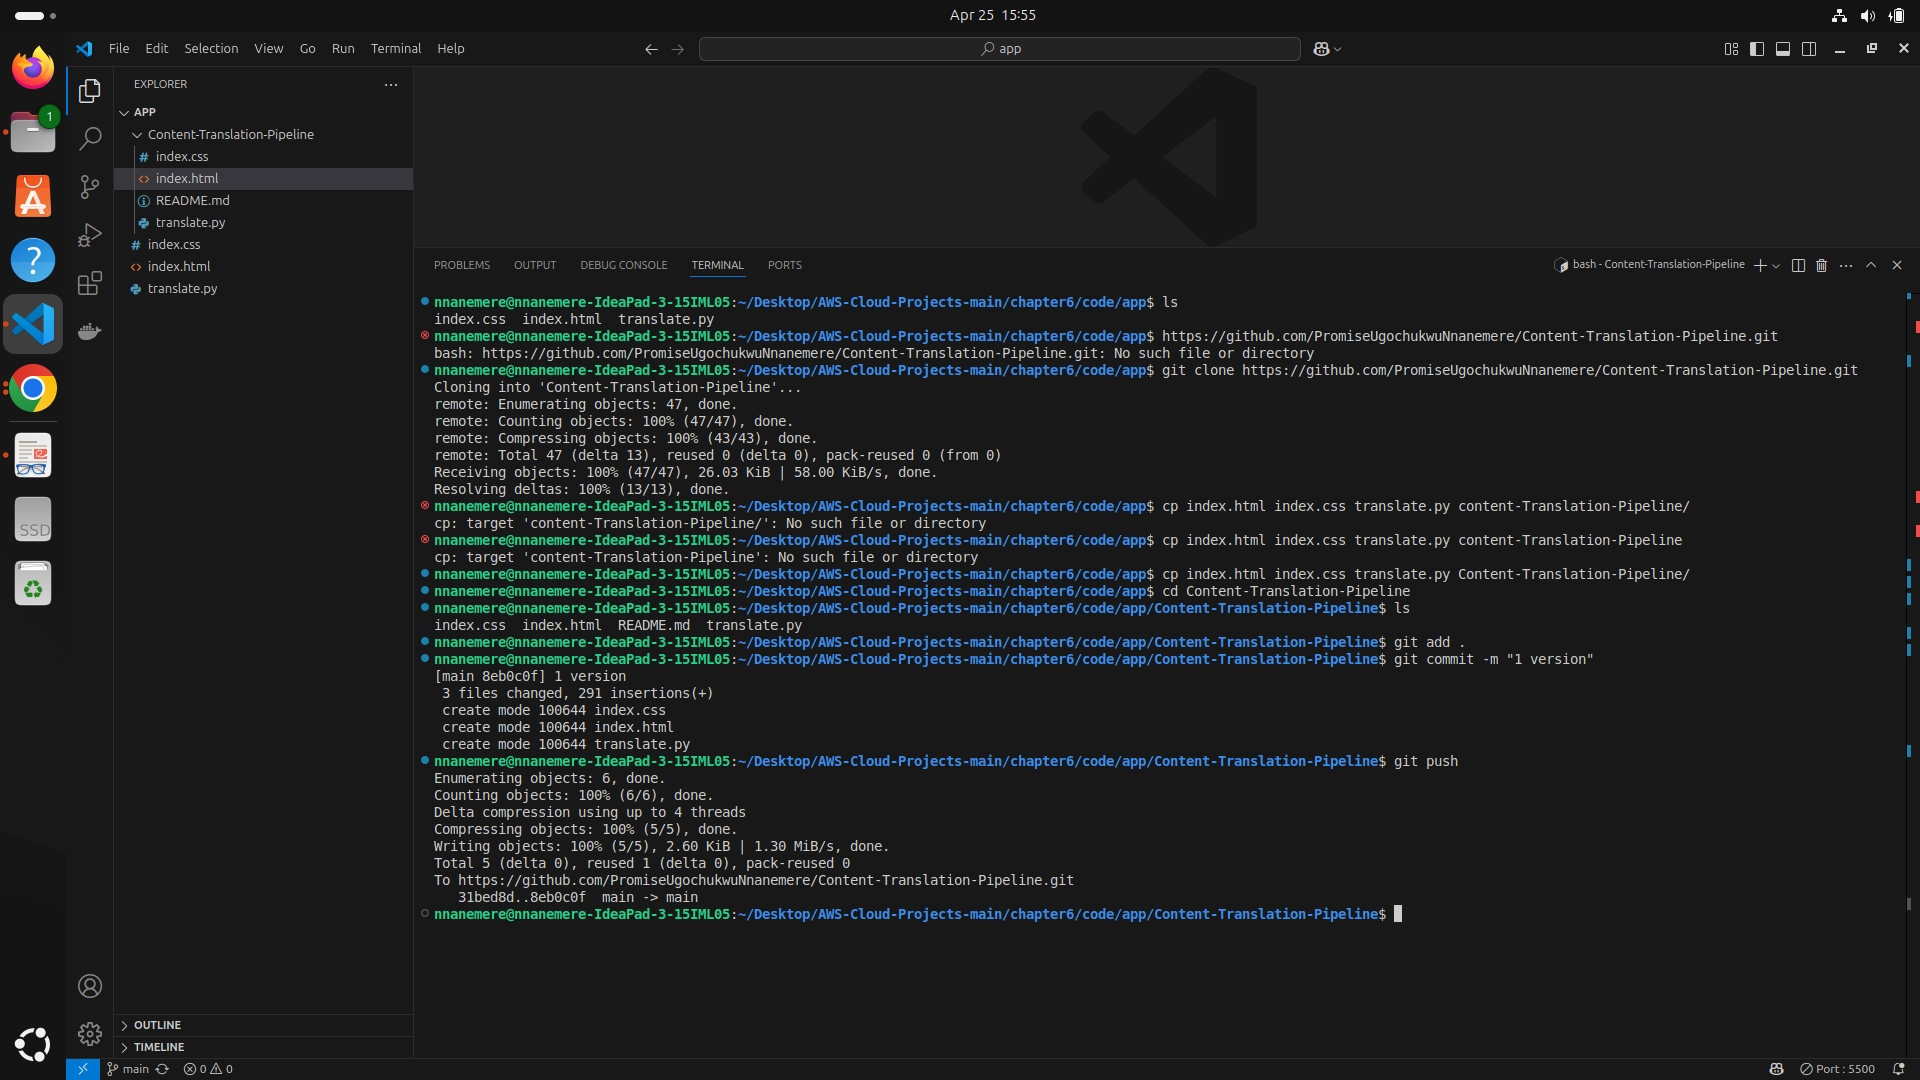 Apr 25 15:55
File Edit Selection View Go Run Terminal Help
app
1
EXPLORER
APP
Content-Translation-Pipeline
index.css
index.html
README.md
translate.py
index.css
index.html
translate.py
PROBLEMS OUTPUT DEBUG CONSOLE TERMINAL PORTS
bash - Content-Translation-Pipeline
nnanemere@nnanemere-IdeaPad-3-15IML05:~/Desktop/AWS-Cloud-Projects-main/chapter6/code/app$ ls
index.css index.html translate.py
nnanemere@nnanemere-IdeaPad-3-15IML05:~/Desktop/AWS-Cloud-Projects-main/chapter6/code/app$ https://github.com/PromiseUgochukwuNnanemere/Content-Translation-Pipeline.git
bash: https://github.com/PromiseUgochukwuNnanemere/Content-Translation-Pipeline.git: No such file or directory
nnanemere@nnanemere-IdeaPad-3-15IML05:~/Desktop/AWS-Cloud-Projects-main/chapter6/code/app$ git clone https://github.com/PromiseUgochukwuNnanemere/Content-Translation-Pipeline.git
Cloning into 'Content-Translation-Pipeline'...
remote: Enumerating objects: 47, done.
remote: Counting objects: 100% (47/47), done.
remote: Compressing objects: 100% (43/43), done.
remote: Total 47 (delta 13), reused 0 (delta 0), pack-reused 0 (from 0)
Receiving objects: 100% (47/47), 26.03 KiB | 58.00 KiB/s, done.
Resolving deltas: 100% (13/13), done.
nnanemere@nnanemere-IdeaPad-3-15IML05:~/Desktop/AWS-Cloud-Projects-main/chapter6/code/app$ cp index.html index.css translate.py content-Translation-Pipeline/
cp: target 'content-Translation-Pipeline/': No such file or directory
nnanemere@nnanemere-IdeaPad-3-15IML05:~/Desktop/AWS-Cloud-Projects-main/chapter6/code/app$ cp index.html index.css translate.py content-Translation-Pipeline
cp: target 'content-Translation-Pipeline': No such file or directory
nnanemere@nnanemere-IdeaPad-3-15IML05:~/Desktop/AWS-Cloud-Projects-main/chapter6/code/app$ cp index.html index.css translate.py Content-Translation-Pipeline/
nnanemere@nnanemere-IdeaPad-3-15IML05:~/Desktop/AWS-Cloud-Projects-main/chapter6/code/app$ cd Content-Translation-Pipeline
nnanemere@nnanemere-IdeaPad-3-15IML05:~/Desktop/AWS-Cloud-Projects-main/chapter6/code/app/Content-Translation-Pipeline$ ls
index.css index.html README.md translate.py
nnanemere@nnanemere-IdeaPad-3-15IML05:~/Desktop/AWS-Cloud-Projects-main/chapter6/code/app/Content-Translation-Pipeline$ git add .
nnanemere@nnanemere-IdeaPad-3-15IML05:~/Desktop/AWS-Cloud-Projects-main/chapter6/code/app/Content-Translation-Pipeline$ git commit -m "1 version"
[main 8eb0c0f] 1 version
3 files changed, 291 insertions(+)
create mode 100644 index.css
create mode 100644 index.html
create mode 100644 translate.py
nnanemere@nnanemere-IdeaPad-3-15IML05:~/Desktop/AWS-Cloud-Projects-main/chapter6/code/app/Content-Translation-Pipeline$ git push
Enumerating objects: 6, done.
Counting objects: 100% (6/6), done.
Delta compression using up to 4 threads
Compressing objects: 100% (5/5), done.
Writing objects: 100% (5/5), 2.60 KiB | 1.30 MiB/s, done.
Total 5 (delta 0), reused 1 (delta 0), pack-reused 0
To https://github.com/PromiseUgochukwuNnanemere/Content-Translation-Pipeline.git
31bed8d..8eb0c0f main -> main
nnanemere@nnanemere-IdeaPad-3-15IML05:~/Desktop/AWS-Cloud-Projects-main/chapter6/code/app/Content-Translation-Pipeline$
SSD
OUTLINE
TIMELINE
main 0 0 Port : 5500